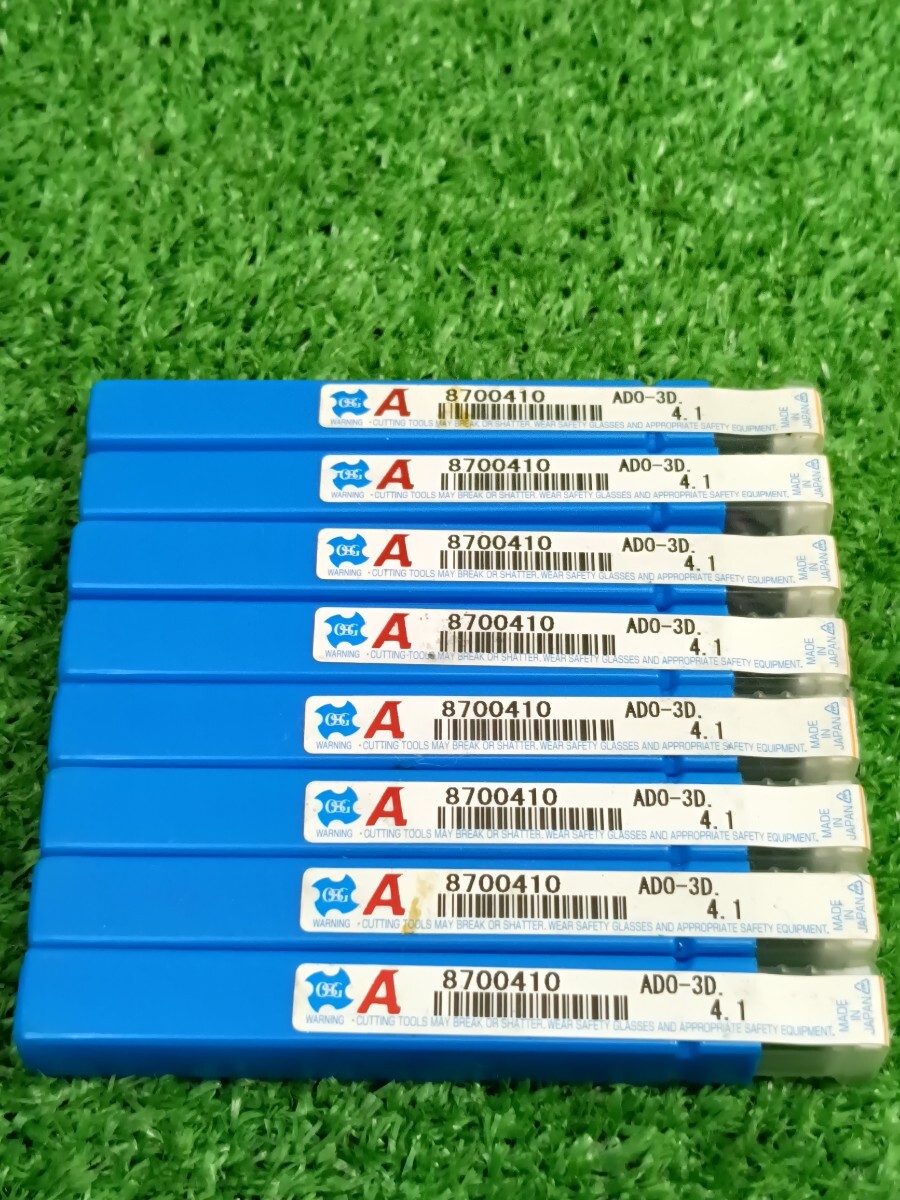 OSG A 8700410 ADO-3D.
4.1
WARNING ・CUTTING TOOLS MAY BREAK OR SHATTER. WEAR SAFETY GLASSES AND APPROPRIATE SAFETY EQUIPMENT.
MADE IN JAPAN
OSG A 8700410 ADO-3D.
4.1
WARNING ・CUTTING TOOLS MAY BREAK OR SHATTER. WEAR SAFETY GLASSES AND APPROPRIATE SAFETY EQUIPMENT.
MADE IN JAPAN
OSG A 8700410 ADO-3D.
4.1
WARNING ・CUTTING TOOLS MAY BREAK OR SHATTER. WEAR SAFETY GLASSES AND APPROPRIATE SAFETY EQUIPMENT.
MADE IN JAPAN
OSG A 8700410 ADO-3D.
4.1
WARNING ・CUTTING TOOLS MAY BREAK OR SHATTER. WEAR SAFETY GLASSES AND APPROPRIATE SAFETY EQUIPMENT.
MADE IN JAPAN
OSG A 8700410 ADO-3D.
4.1
WARNING ・CUTTING TOOLS MAY BREAK OR SHATTER. WEAR SAFETY GLASSES AND APPROPRIATE SAFETY EQUIPMENT.
MADE IN JAPAN
OSG A 8700410 ADO-3D.
4.1
WARNING ・CUTTING TOOLS MAY BREAK OR SHATTER. WEAR SAFETY GLASSES AND APPROPRIATE SAFETY EQUIPMENT.
MADE IN JAPAN
OSG A 8700410 ADO-3D.
4.1
WARNING ・CUTTING TOOLS MAY BREAK OR SHATTER. WEAR SAFETY GLASSES AND APPROPRIATE SAFETY EQUIPMENT.
MADE IN JAPAN
OSG A 8700410 ADO-3D.
4.1
WARNING ・CUTTING TOOLS MAY BREAK OR SHATTER. WEAR SAFETY GLASSES AND APPROPRIATE SAFETY EQUIPMENT.
MADE IN JAPAN